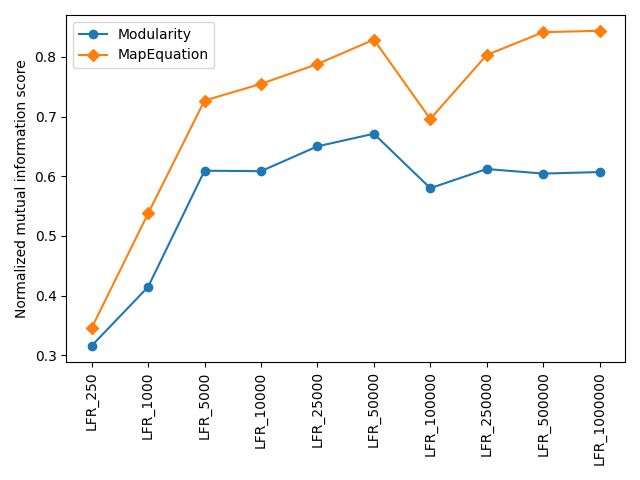 Modularity
MapEquation
Normalized mutual information score
0.8
0.7
0.6
0.5
0.4
0.3
LFR_250
LFR_1000
LFR_5000
LFR_10000
LFR_25000
LFR_50000
LFR_100000
LFR_250000
LFR_500000
LFR_1000000